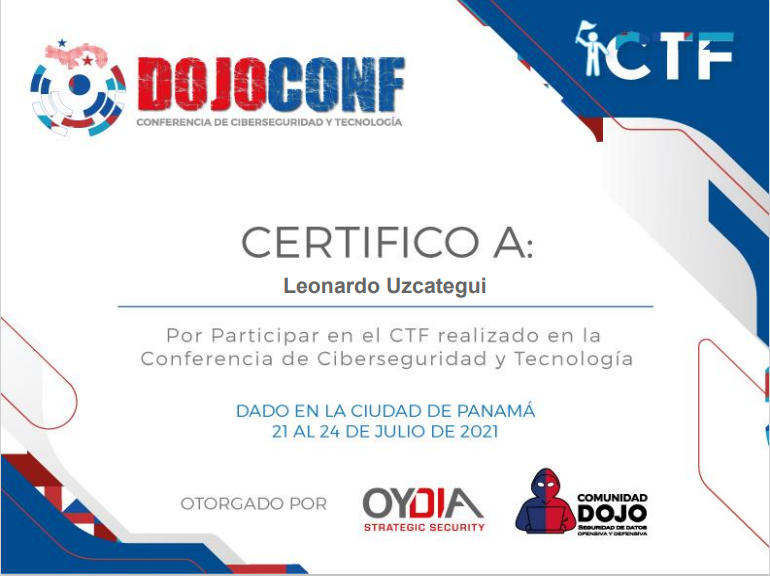 DOJOCONF
CONFERENCIA DE CIBERSEGURIDAD Y TECNOLOGÍA
CTF
CERTIFICO A:
Leonardo Uzcategui
Por Participar en el CTF realizado en la
Conferencia de Ciberseguridad y Tecnología
DADO EN LA CIUDAD DE PANAMÁ
21 AL 24 DE JULIO DE 2021
OTORGADO POR
OYDIA
STRATEGIC SECURITY
COMUNIDAD
DOJO
SEGURIDAD DE DATOS
OFENSIVA Y DEFENSIVA